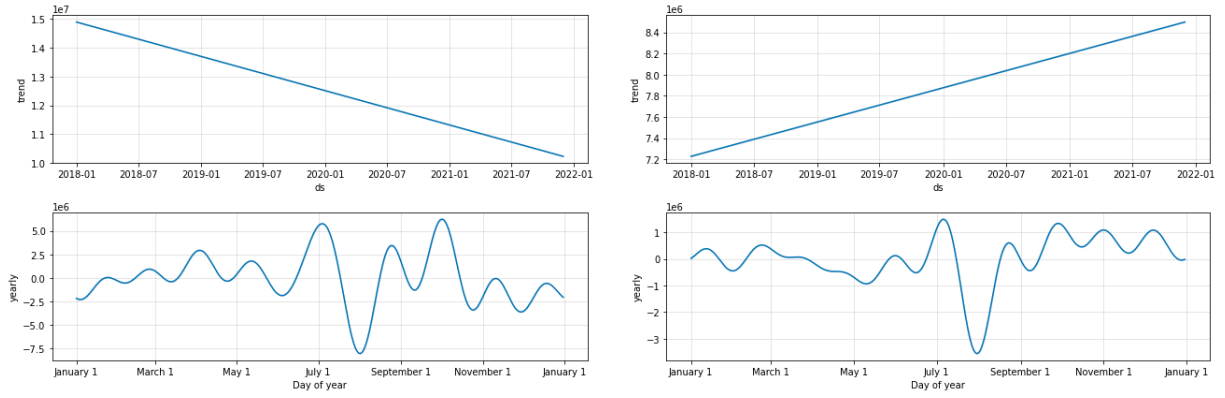 1e7
1.5
1.4
1.3
1.2
1.1
1.0
trend
2018-01 2018-07 2019-01 2019-07 2020-01 2020-07 2021-01 2021-07 2022-01
ds
1e6
8.4
8.2
8.0
7.8
7.6
7.4
7.2
trend
2018-01 2018-07 2019-01 2019-07 2020-01 2020-07 2021-01 2021-07 2022-01
ds
1e6
5.0
2.5
0.0
−2.5
−5.0
−7.5
yearly
January 1 March 1 May 1 July 1 September 1 November 1 January 1
Day of year
1e6
1
0
−1
−2
−3
yearly
January 1 March 1 May 1 July 1 September 1 November 1 January 1
Day of year